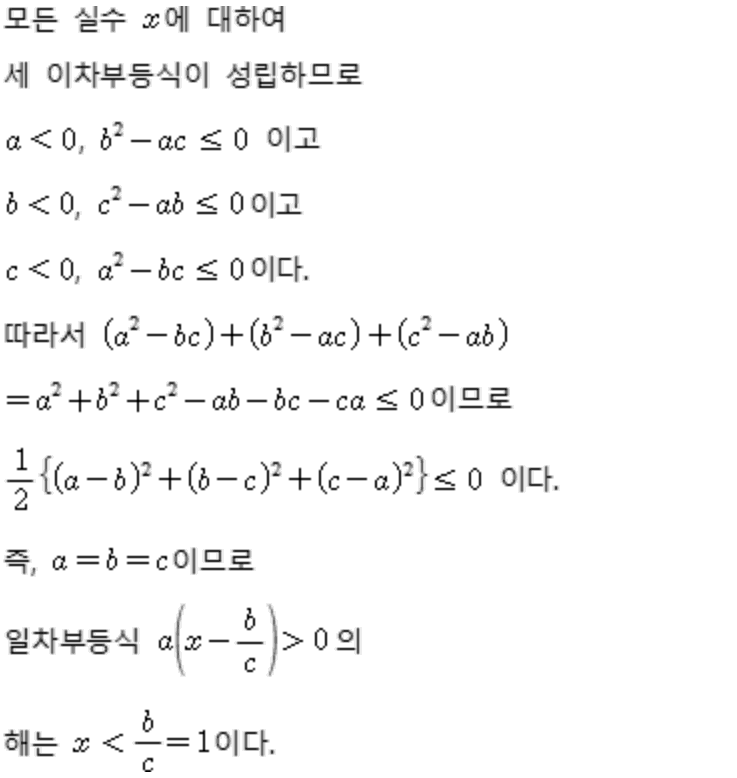 모든 실수 x에 대하여
세 이차부등식이 성립하므로
a < 0, b² − ac ≤ 0 이고
b < 0, c² − ab ≤ 0이고
c < 0, a² − bc ≤ 0이다.
따라서 (a² − bc) + (b² − ac) + (c² − ab)
= a² + b² + c² − ab − bc − ca ≤ 0이므로
1/2 {(a − b)² + (b − c)² + (c − a)²} ≤ 0 이다.
즉, a = b = c이므로
일차부등식 a(x − b/c) > 0의
해는 x < b/c = 1이다.